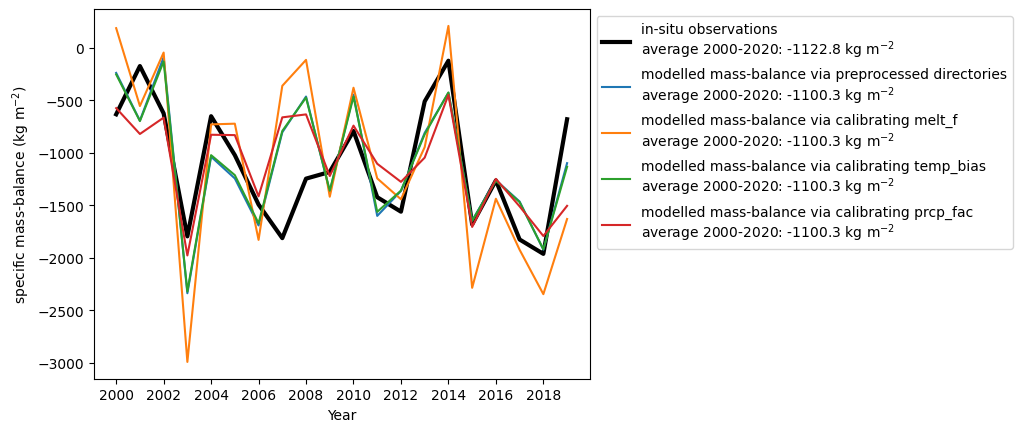 specific mass-balance (kg m⁻²)
0
−500
−1000
−1500
−2000
−2500
−3000
2000 2002 2004 2006 2008 2010 2012 2014 2016 2018
Year
in-situ observations
average 2000-2020: -1122.8 kg m⁻²
modelled mass-balance via preprocessed directories
average 2000-2020: -1100.3 kg m⁻²
modelled mass-balance via calibrating melt_f
average 2000-2020: -1100.3 kg m⁻²
modelled mass-balance via calibrating temp_bias
average 2000-2020: -1100.3 kg m⁻²
modelled mass-balance via calibrating prcp_fac
average 2000-2020: -1100.3 kg m⁻²